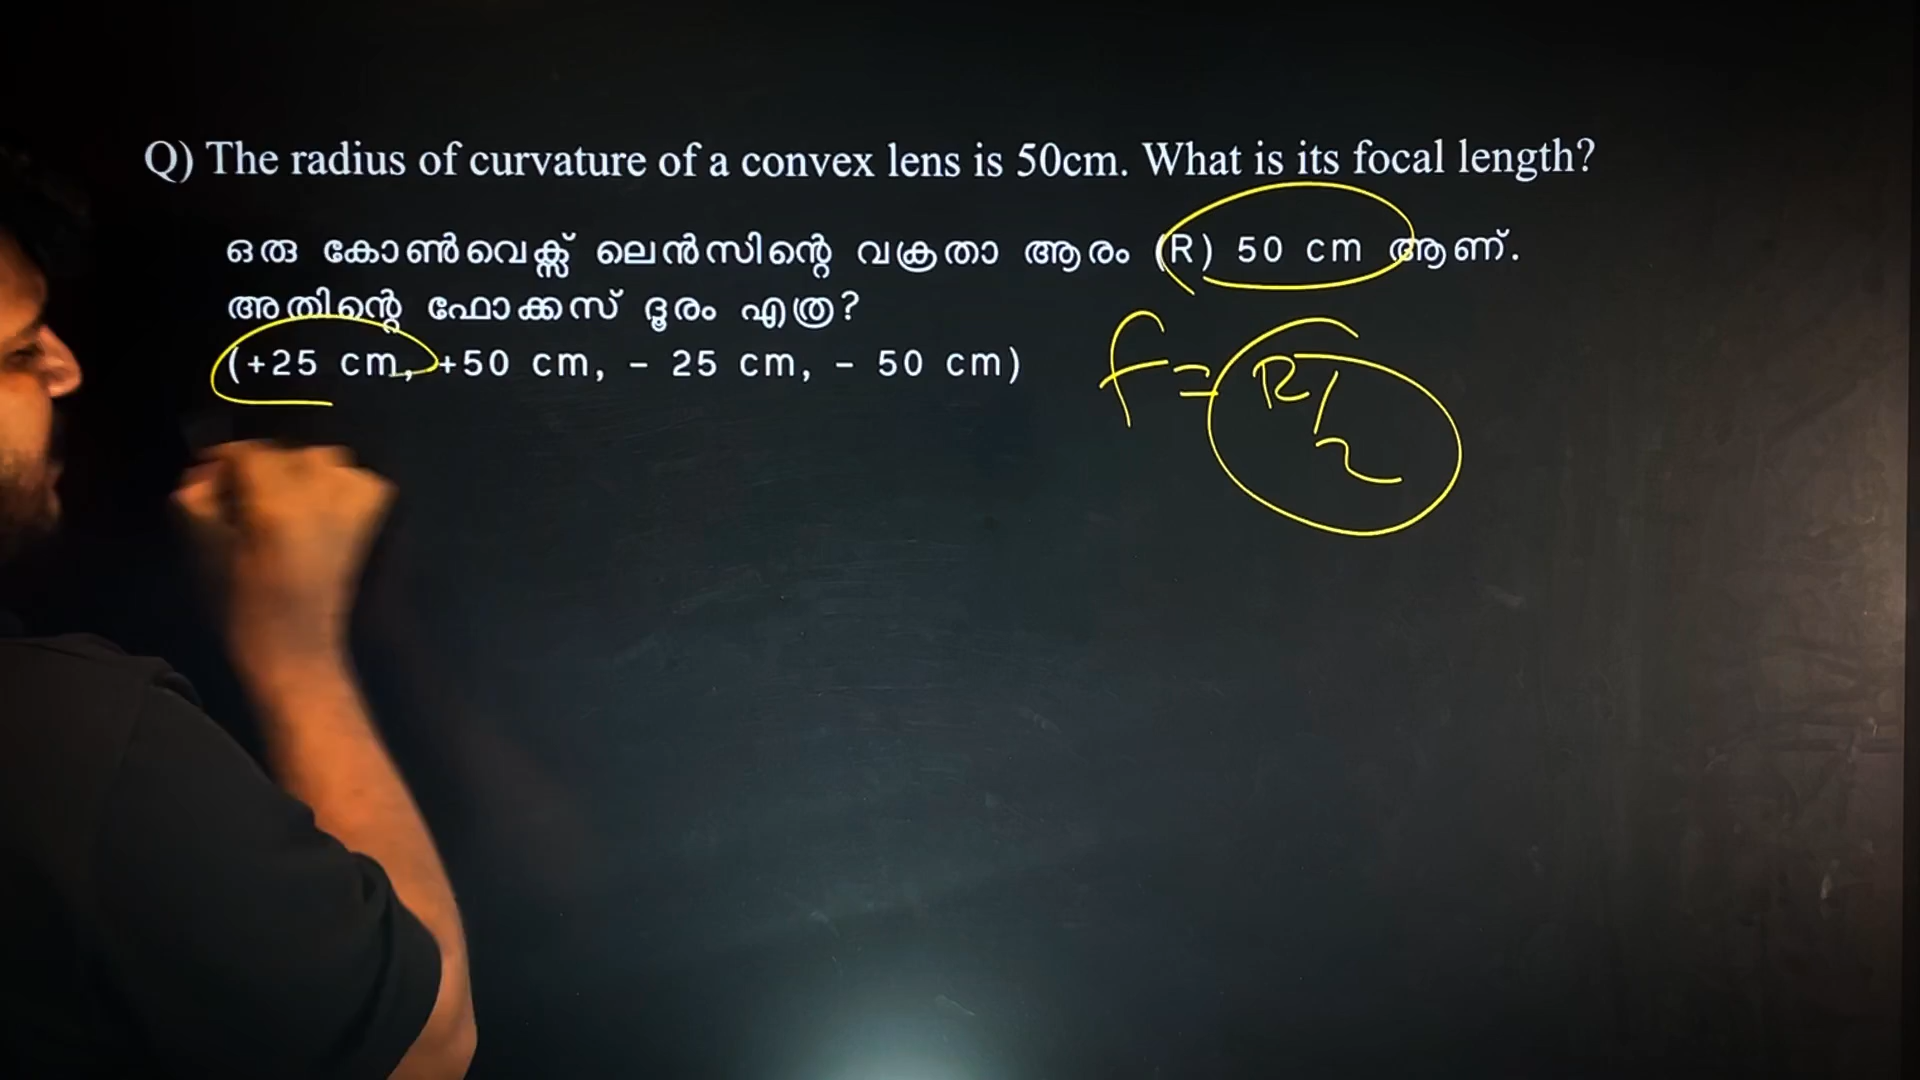 Q) The radius of curvature of a convex lens is 50cm. What is its focal length?
ഒരു കോൺവെക്സ് ലെൻസിന്റെ വക്രതാ ആരം (R) 50 cm ആണ്.
അതിന്റെ ഫോക്കസ് ദൂരം എത്ര?
(+25 cm, +50 cm, - 25 cm, - 50 cm)
f = R/2